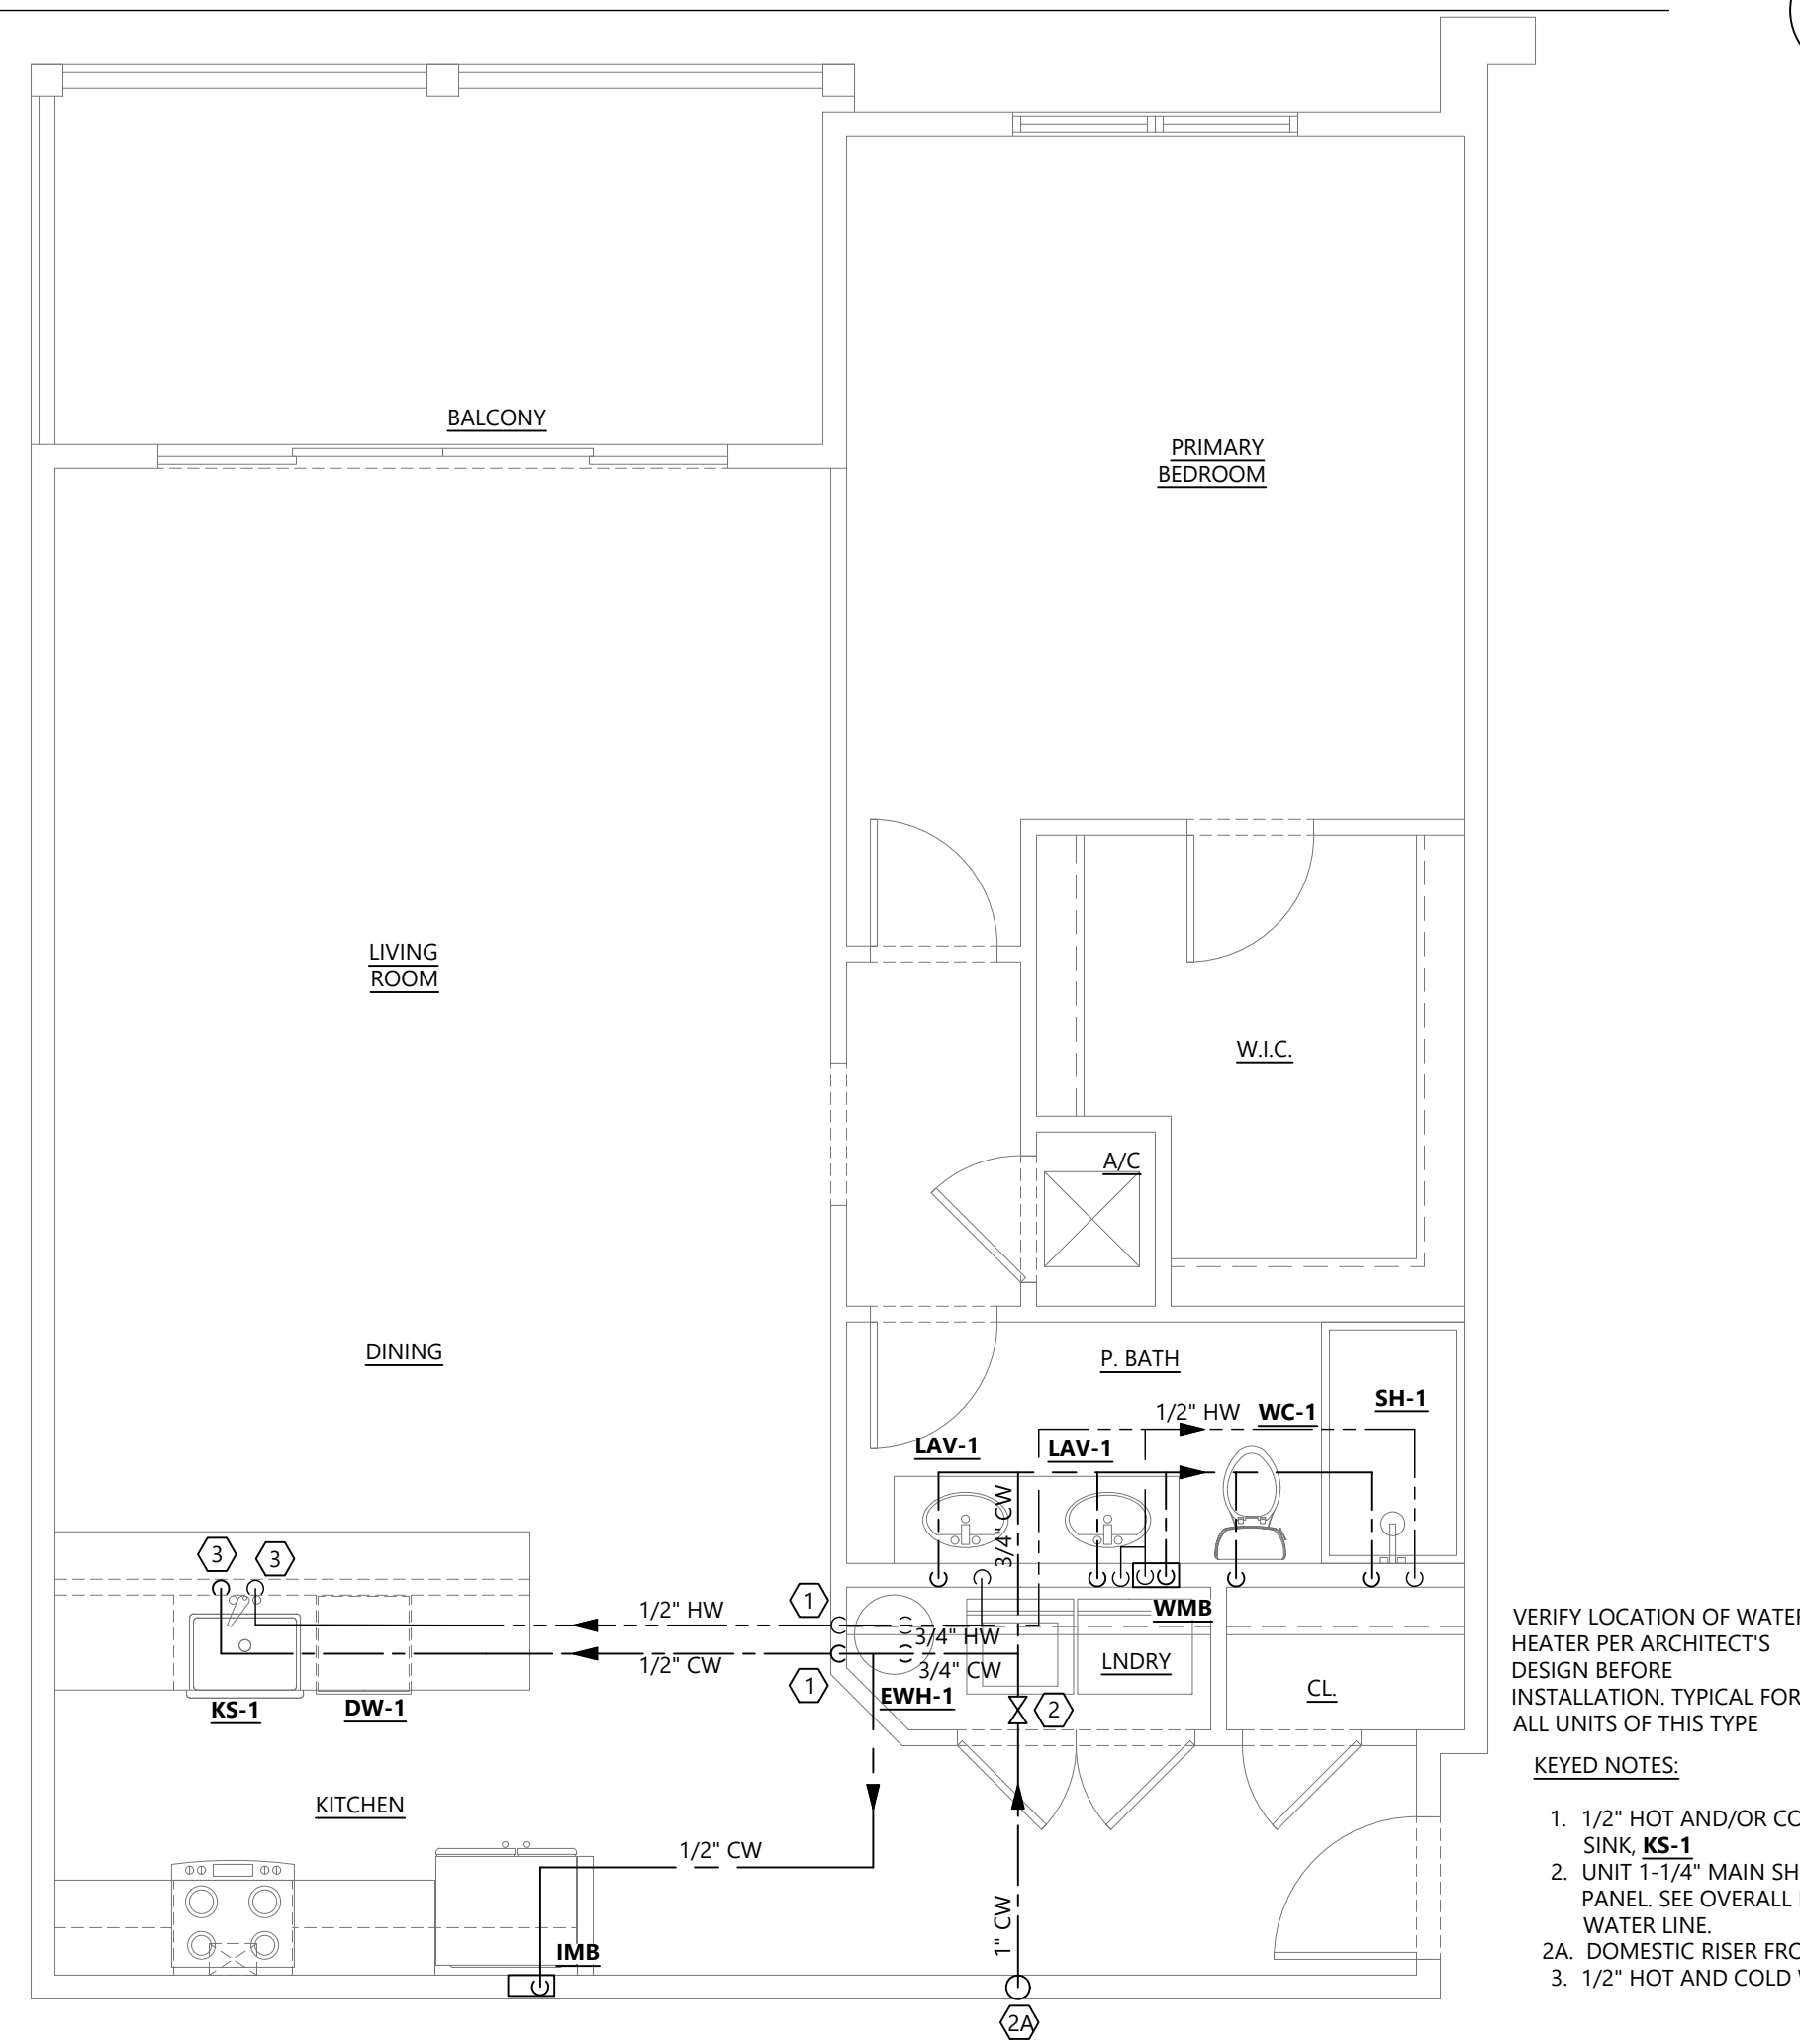 BALCONY
PRIMARY
BEDROOM
LIVING
ROOM
W.I.C.
A/C
DINING
P. BATH
SH-1
1/2" HW
WC-1
LAV-1
LAV-1
3/4" CW
3
3
1
1/2" HW
3/4" HW
WMB
1/2" CW
3/4" CW
LNDRY
1
EWH-1
2
CL.
KS-1
DW-1
KITCHEN
1/2" CW
1" CW
IMB
2A
VERIFY LOCATION OF WATER
HEATER PER ARCHITECT'S
DESIGN BEFORE
INSTALLATION. TYPICAL FOR
ALL UNITS OF THIS TYPE
KEYED NOTES:
1. 1/2" HOT AND/OR
SINK, KS-1
2. UNIT 1-1/4" MAIN
PANEL. SEE OVERALL
WATER LINE.
2A. DOMESTIC RISER
3. 1/2" HOT AND COLD